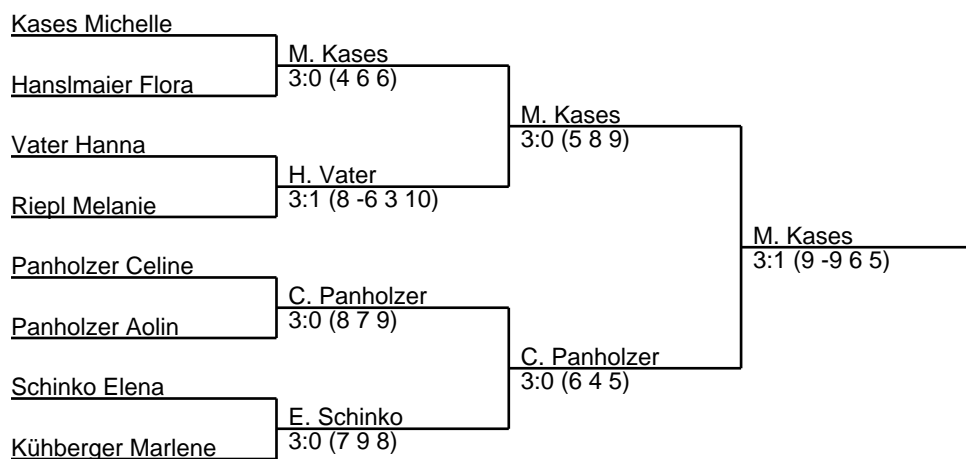 Kases Michelle
M. Kases
3:0 (4 6 6)
Hanslmaier Flora
M. Kases
3:0 (5 8 9)
Vater Hanna
H. Vater
3:1 (8 -6 3 10)
Riepl Melanie
M. Kases
3:1 (9 -9 6 5)
Panholzer Celine
C. Panholzer
3:0 (8 7 9)
Panholzer Aolin
C. Panholzer
3:0 (6 4 5)
Schinko Elena
E. Schinko
3:0 (7 9 8)
Kühberger Marlene